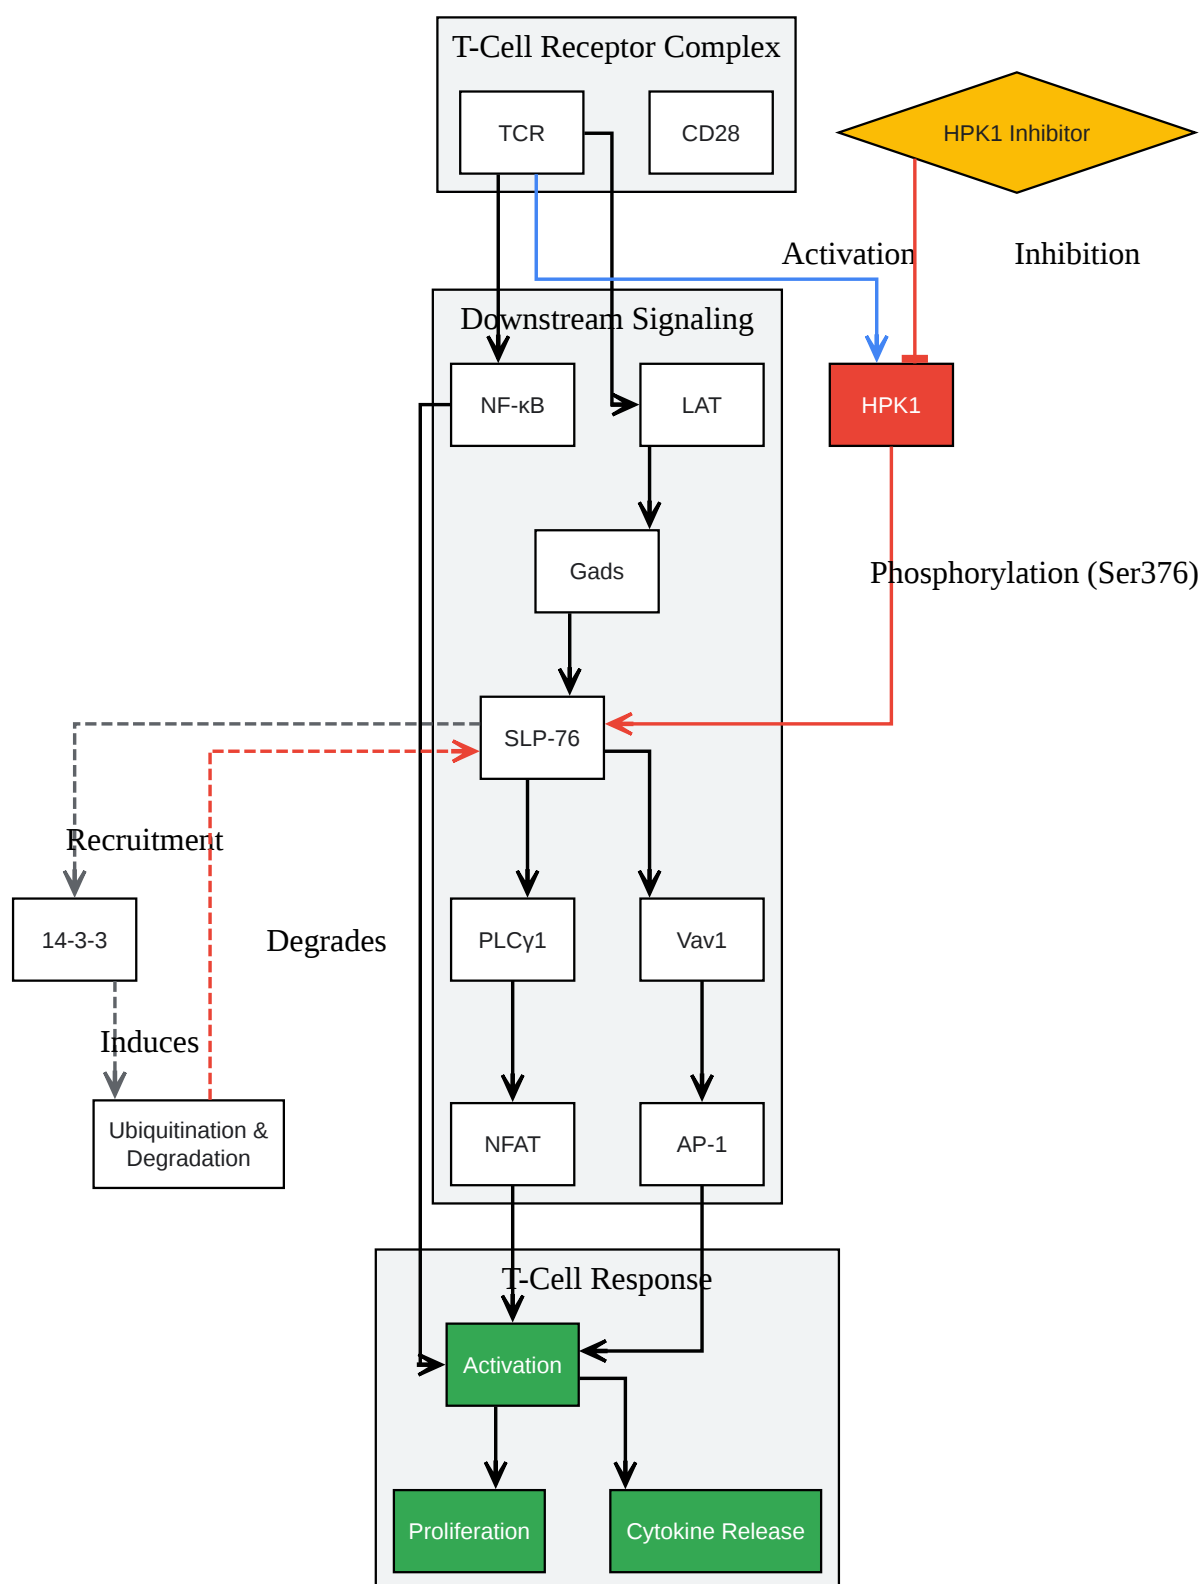 T-Cell Receptor Complex
TCR
CD28
HPK1 Inhibitor
Activation
Inhibition
Downstream Signaling
NF-κB
LAT
HPK1
Gads
Phosphorylation (Ser376)
SLP-76
Recruitment
14-3-3
Degrades
PLCγ1
Vav1
Induces
Ubiquitination &
Degradation
NFAT
AP-1
T-Cell Response
Activation
Proliferation
Cytokine Release